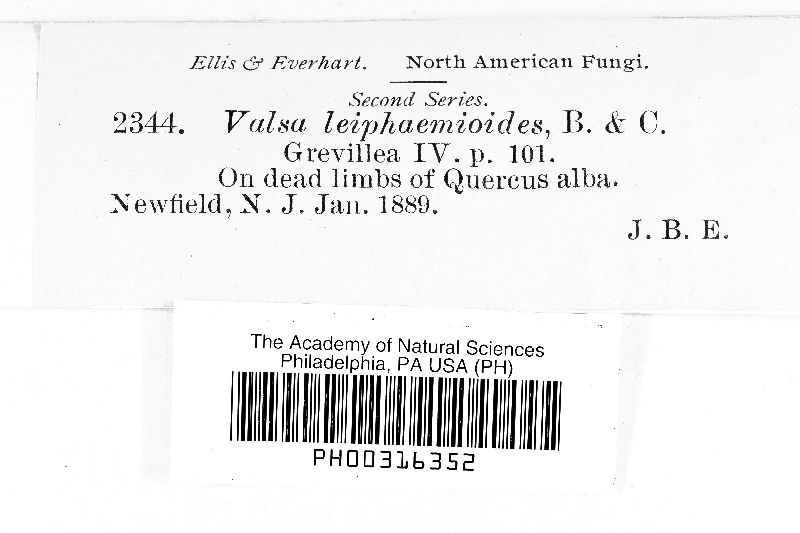 Ellis & Everhart. North American Fungi.
Second Series.
2344. Valsa leiphaemioides, B. & C.
Grevillea IV. p. 101.
On dead limbs of Quercus alba.
Newfield, N. J. Jan. 1889.
J. B. E.
The Academy of Natural Sciences
Philadelphia, PA USA (PH)
PH00316352